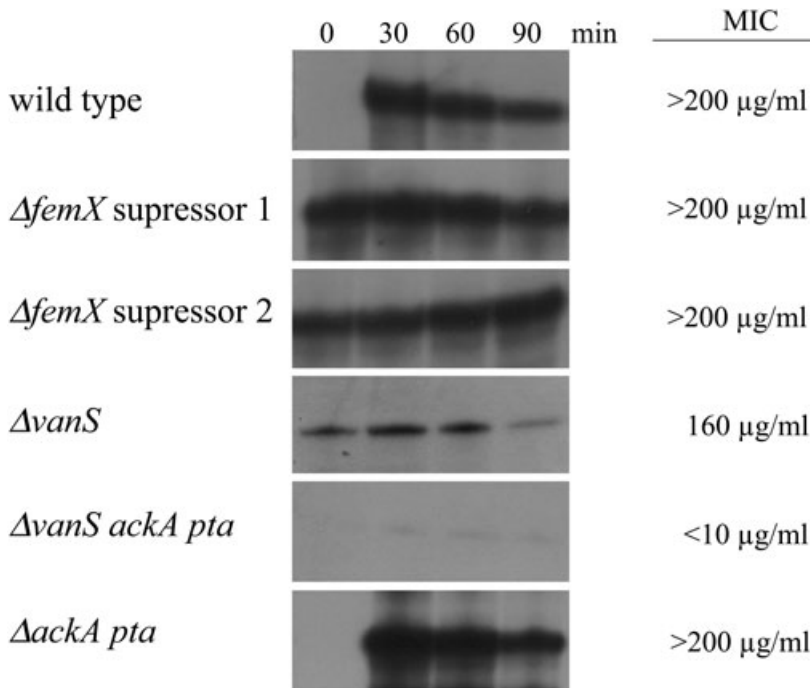 0 30 60 90 min MIC
wild type >200 µg/ml
ΔfemX supressor 1 >200 µg/ml
ΔfemX supressor 2 >200 µg/ml
ΔvanS 160 µg/ml
ΔvanS ackA pta <10 µg/ml
ΔackA pta >200 µg/ml